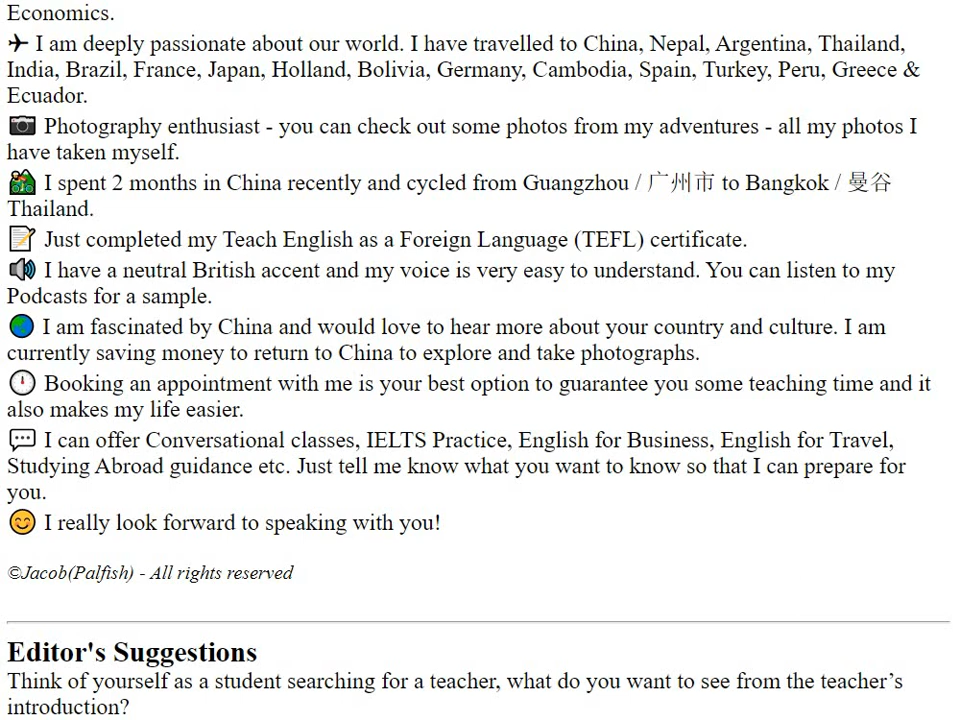 Economics.
✈ I am deeply passionate about our world. I have travelled to China, Nepal, Argentina, Thailand,
India, Brazil, France, Japan, Holland, Bolivia, Germany, Cambodia, Spain, Turkey, Peru, Greece &
Ecuador.
📷 Photography enthusiast - you can check out some photos from my adventures - all my photos I
have taken myself.
🚵 I spent 2 months in China recently and cycled from Guangzhou / 广州市 to Bangkok / 曼谷
Thailand.
📝 Just completed my Teach English as a Foreign Language (TEFL) certificate.
🔊 I have a neutral British accent and my voice is very easy to understand. You can listen to my
Podcasts for a sample.
🌏 I am fascinated by China and would love to hear more about your country and culture. I am
currently saving money to return to China to explore and take photographs.
🕛 Booking an appointment with me is your best option to guarantee you some teaching time and it
also makes my life easier.
💬 I can offer Conversational classes, IELTS Practice, English for Business, English for Travel,
Studying Abroad guidance etc. Just tell me know what you want to know so that I can prepare for
you.
😊 I really look forward to speaking with you!
©Jacob(Palfish) - All rights reserved
Editor's Suggestions
Think of yourself as a student searching for a teacher, what do you want to see from the teacher’s
introduction?